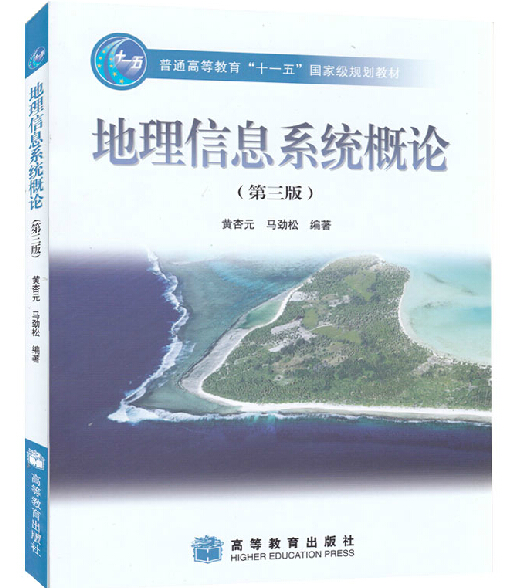 十一五
普通高等教育“十一五”国家级规划教材
地理信息系统概论
（第三版）
黄杏元 马劲松 编著
高等教育出版社
HIGHER EDUCATION PRESS
地理信息系统概论
（第三版）
黄杏元 马劲松 编著
高等教育出版社